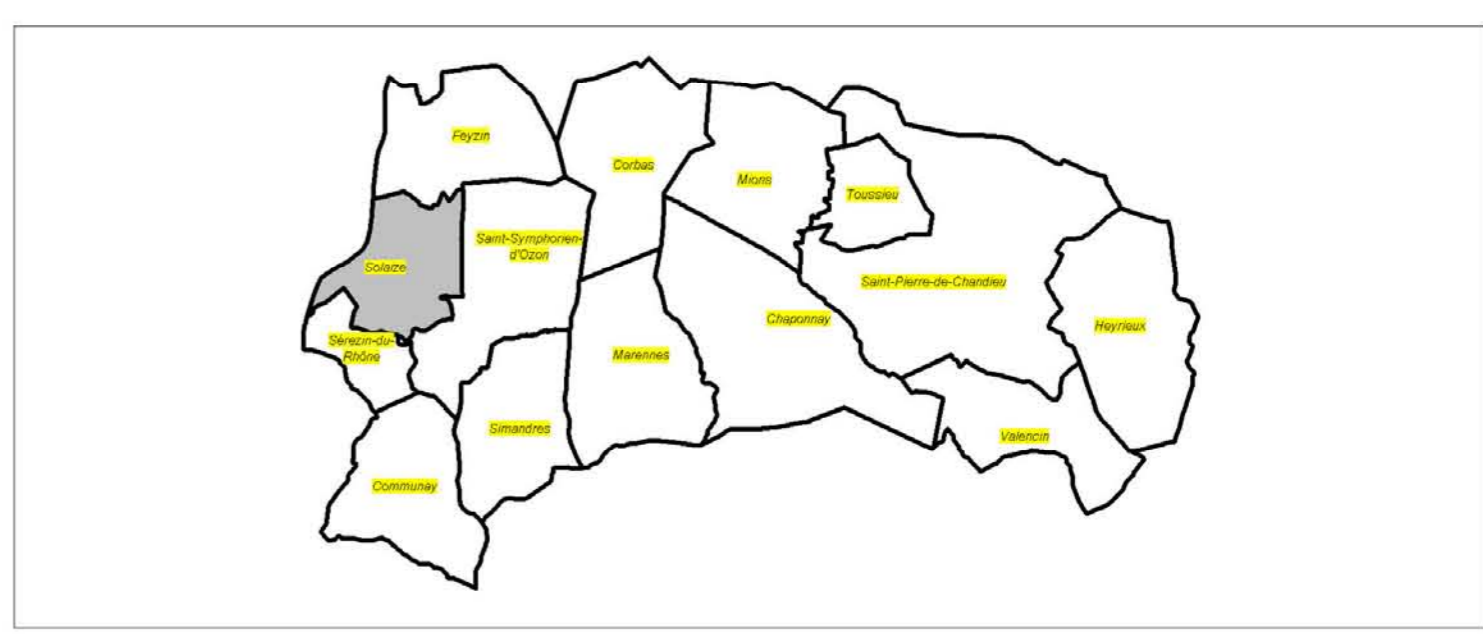 Feyzin
Corbas
Mions
Toussieu
Saint-Symphorien-
d'Ozon
Solaize
Saint-Pierre-de-Chandieu
Chaponnay
Heyrieux
Sérezin-du-
Rhône
Marennes
Simandres
Valencin
Communay